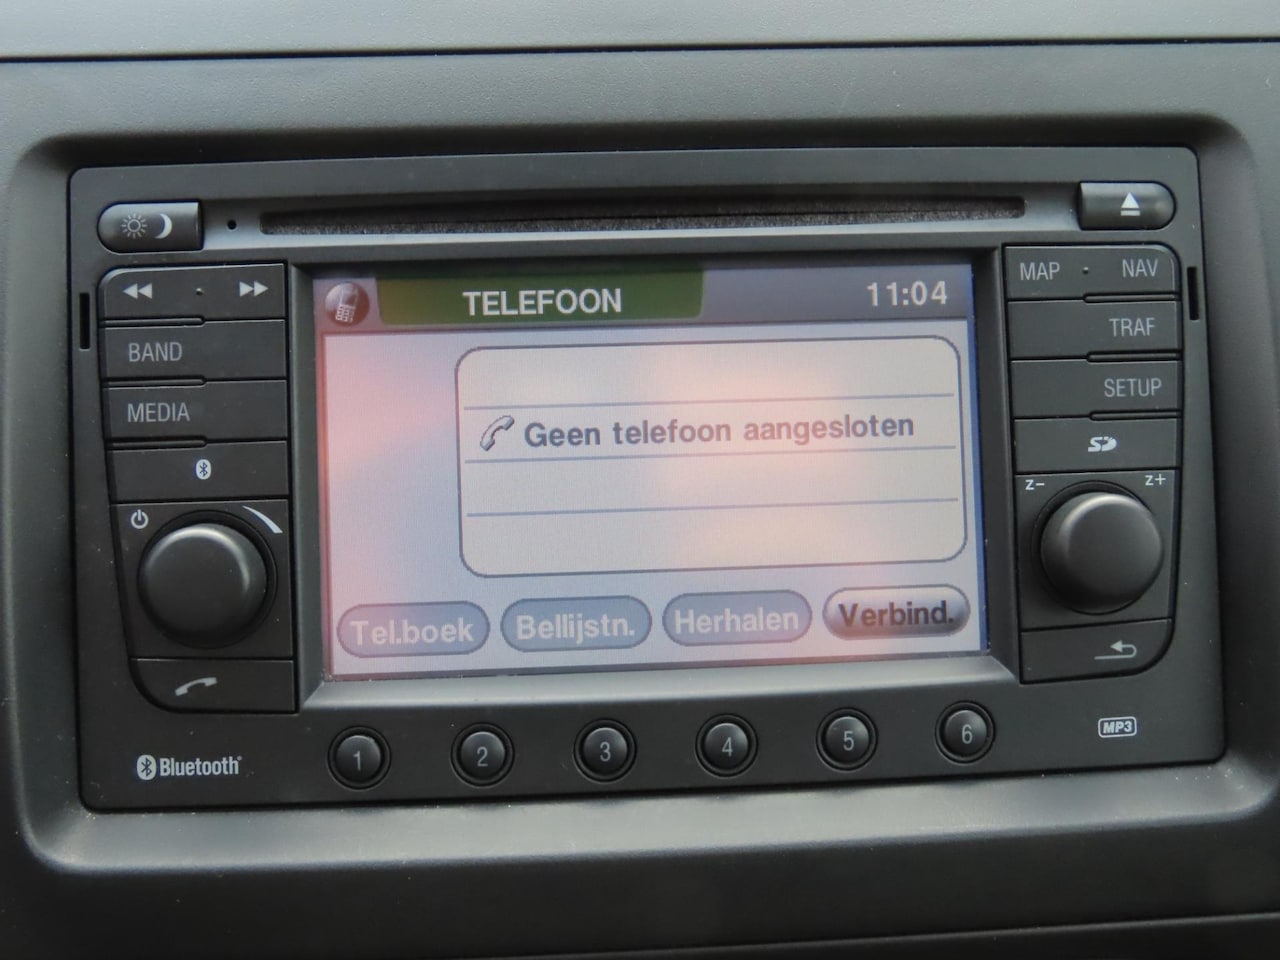 TELEFOON 11:04
MAP · NAV
TRAF
BAND
SETUP
MEDIA
Geen telefoon aangesloten
SD
z- z+
Tel.boek Bellijstn. Herhalen Verbind.
1 2 3 4 5 6
MP3
Bluetooth®